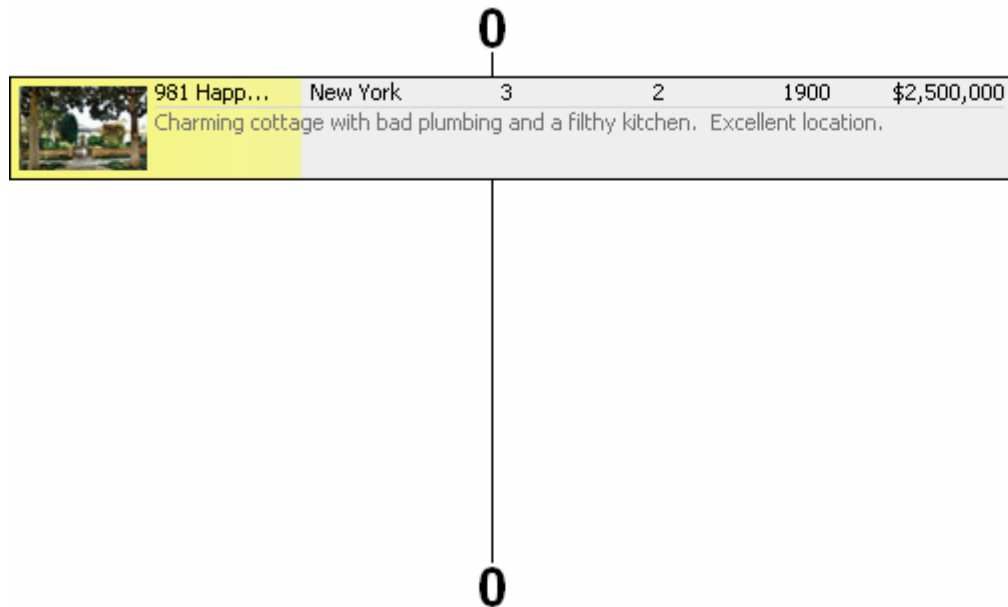 0
981 Happ... New York 3 2 1900 $2,500,000
Charming cottage with bad plumbing and a filthy kitchen.  Excellent location.
0